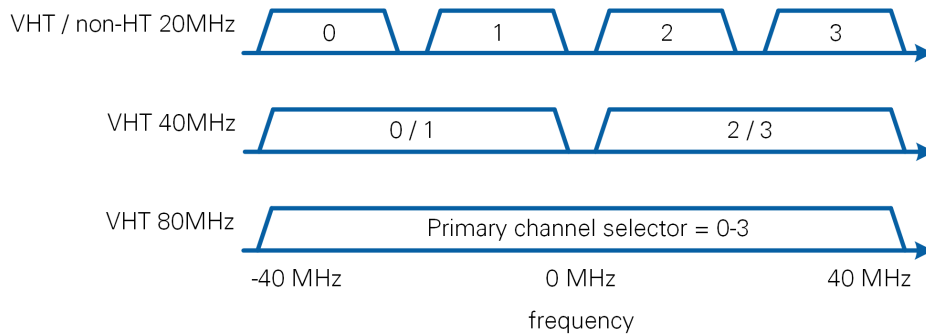 VHT / non-HT 20MHz
0
1
2
3
VHT 40MHz
0 / 1
2 / 3
VHT 80MHz
Primary channel selector = 0-3
-40 MHz
0 MHz
40 MHz
frequency